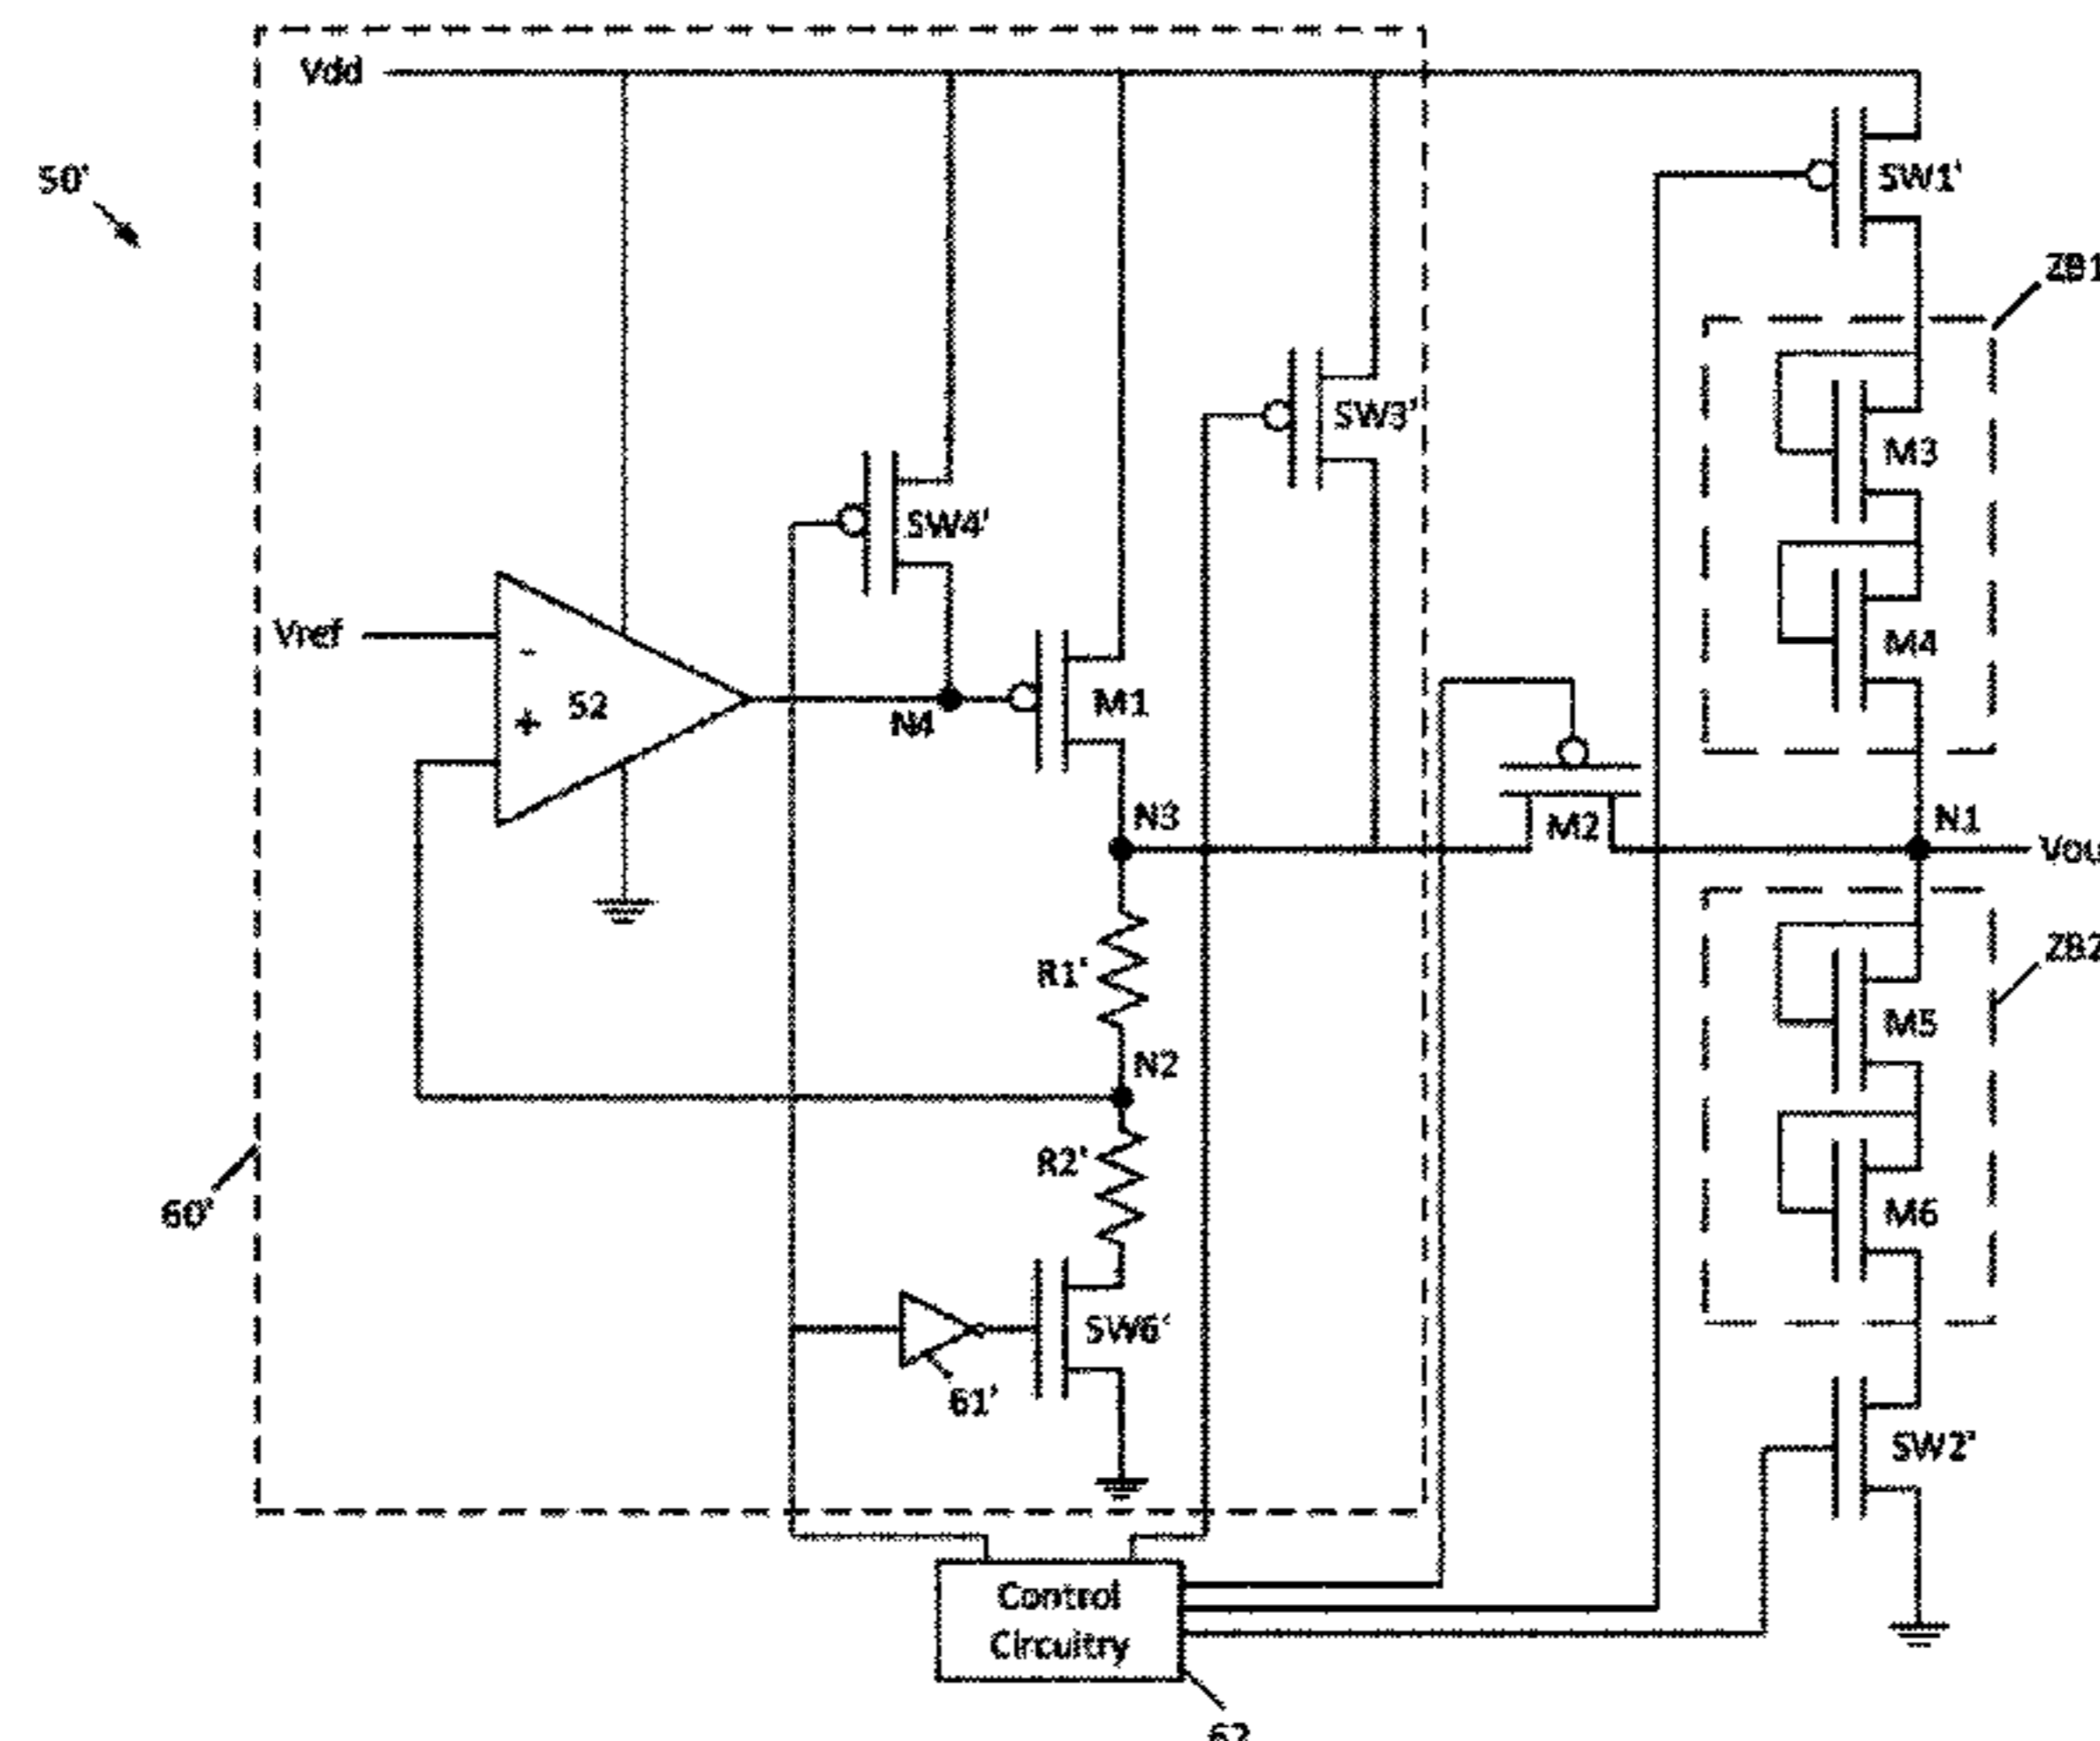 Vdd
50'
SW1'
ZB1
SW3'
M3
SW4'
Vref
-
M4
52
+
N4
M1
N3
M2
N1
Vou
R1'
ZB2
M5
N2
R2'
60'
M6
SW6'
61'
SW2'
Control
Circuitry
62